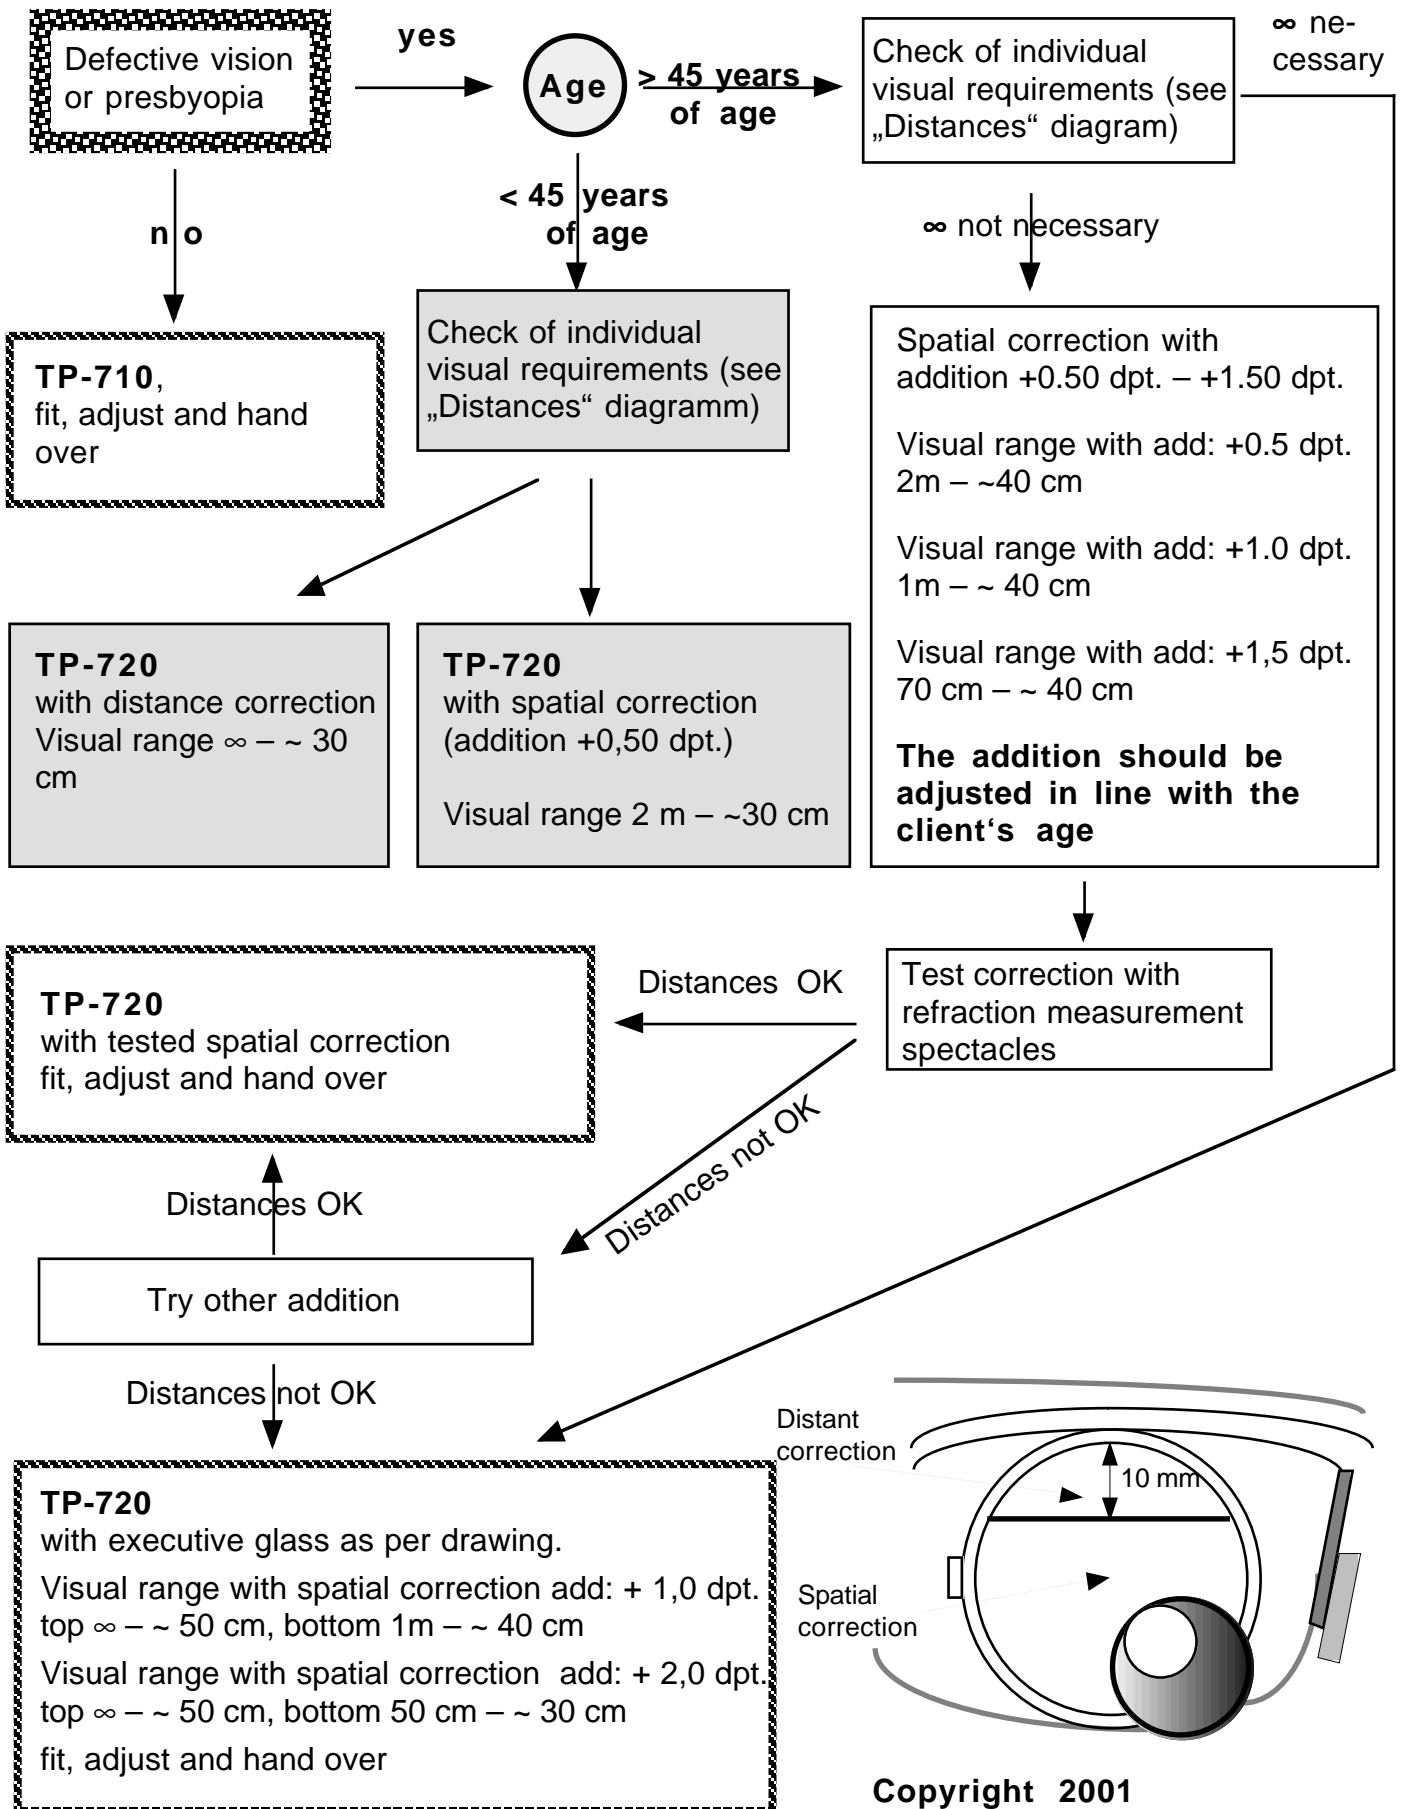 Defective vision
or presbyopia
yes
Age
> 45 years
of age
Check of individual
visual requirements (see
„Distances“ diagram)
∞ ne-
cessary
no
< 45 years
of age
∞ not necessary
TP-710,
fit, adjust and hand
over
Check of individual
visual requirements (see
„Distances“ diagramm)
Spatial correction with
addition +0.50 dpt. – +1.50 dpt.
Visual range with add: +0.5 dpt.
2m – ~40 cm
Visual range with add: +1.0 dpt.
1m – ~ 40 cm
Visual range with add: +1,5 dpt.
70 cm – ~ 40 cm
The addition should be
adjusted in line with the
client‘s age
TP-720
with distance correction
Visual range ∞ – ~ 30
cm
TP-720
with spatial correction
(addition +0,50 dpt.)
Visual range 2 m – ~30 cm
TP-720
with tested spatial correction
fit, adjust and hand over
Distances OK
Test correction with
refraction measurement
spectacles
Distances not OK
Distances OK
Try other addition
Distances not OK
TP-720
with executive glass as per drawing.
Visual range with spatial correction add: + 1,0 dpt.
top ∞ – ~ 50 cm, bottom 1m – ~ 40 cm
Visual range with spatial correction add: + 2,0 dpt.
top ∞ – ~ 50 cm, bottom 50 cm – ~ 30 cm
fit, adjust and hand over
Distant
correction
10 mm
Spatial
correction
Copyright 2001